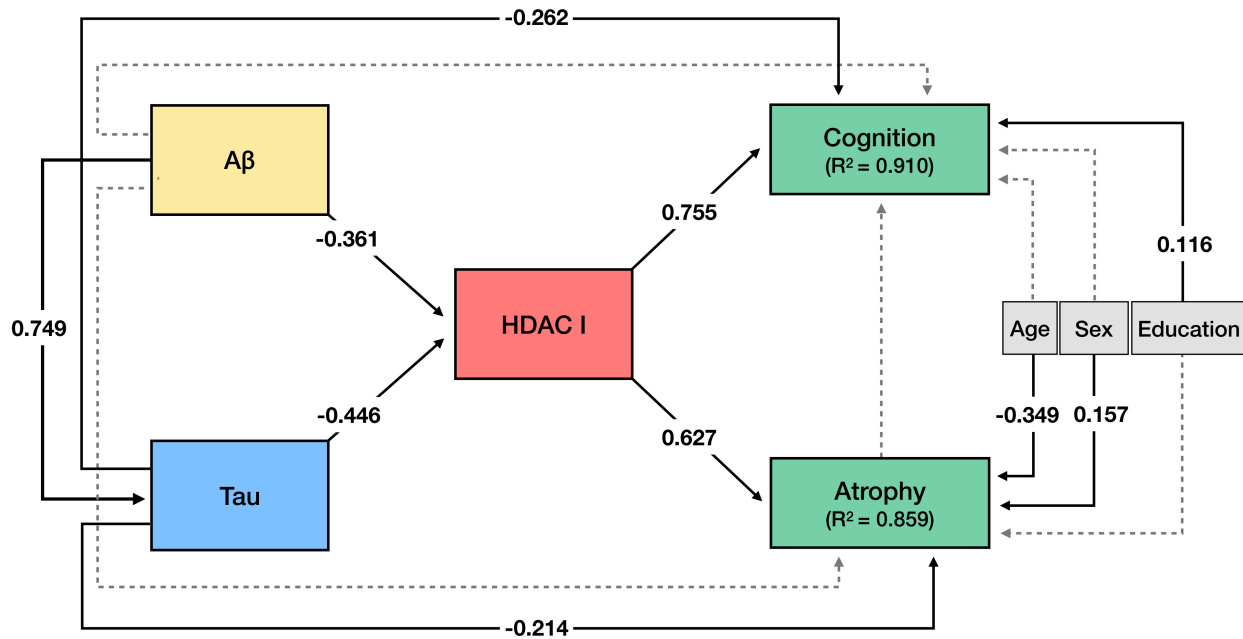 -0.262
Aβ
Cognition
(R² = 0.910)
-0.361
0.755
0.116
0.749
HDAC I
Age
Sex
Education
-0.446
0.627
-0.349
0.157
Tau
Atrophy
(R² = 0.859)
-0.214